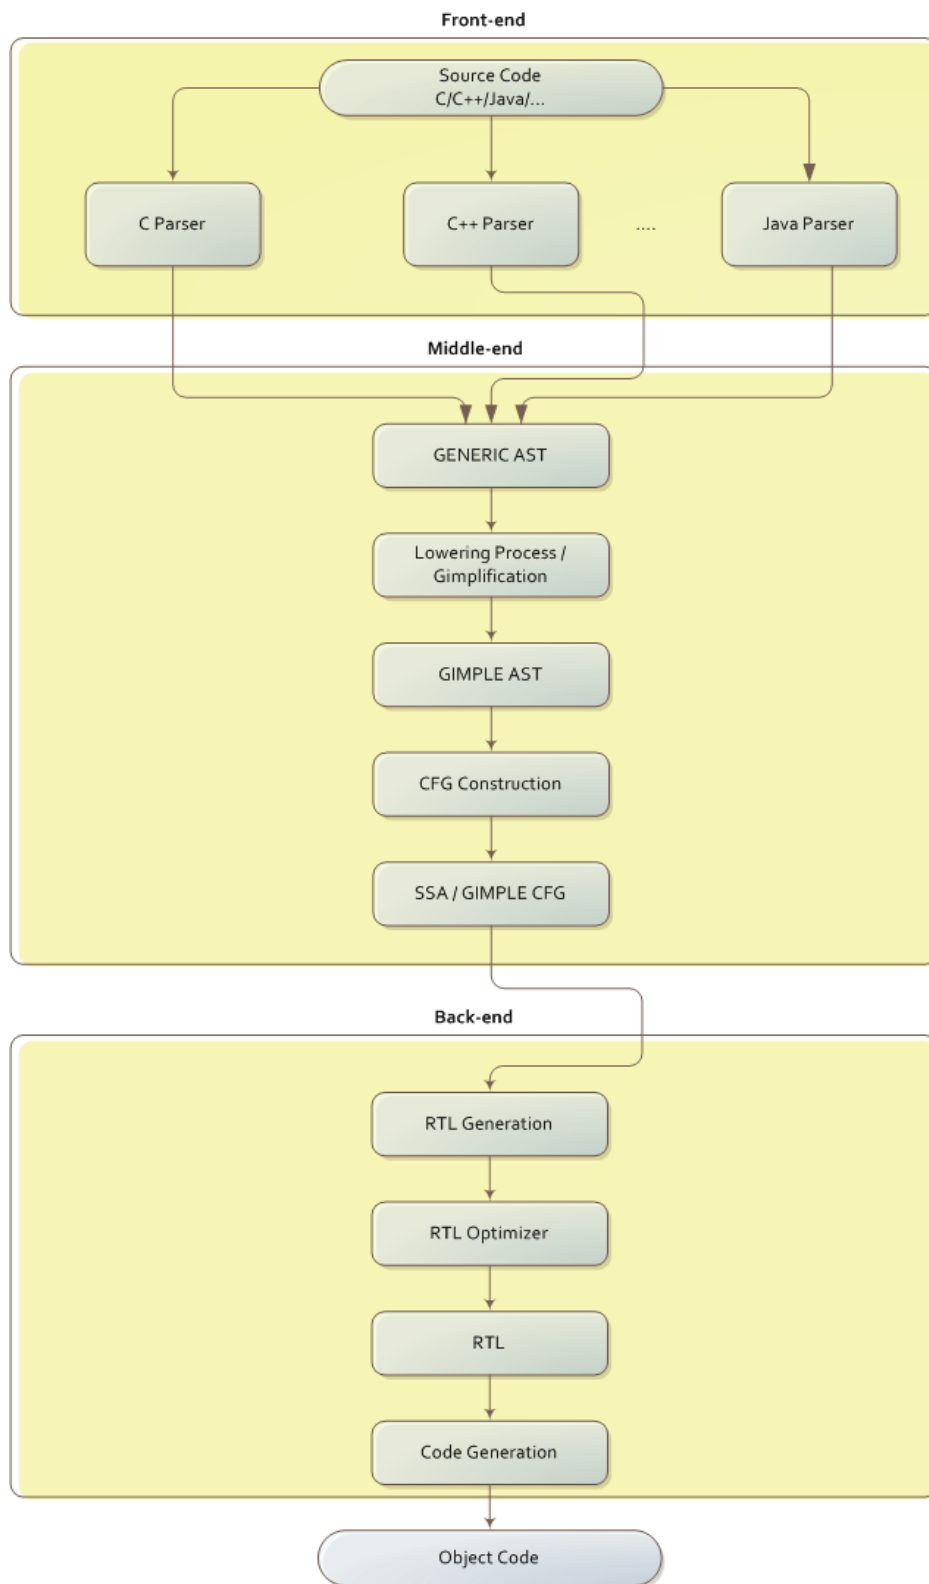 Front-end
Source Code
C/C++/Java/...
C Parser
C++ Parser
....
Java Parser
Middle-end
GENERIC AST
Lowering Process /
Gimplification
GIMPLE AST
CFG Construction
SSA / GIMPLE CFG
Back-end
RTL Generation
RTL Optimizer
RTL
Code Generation
Object Code